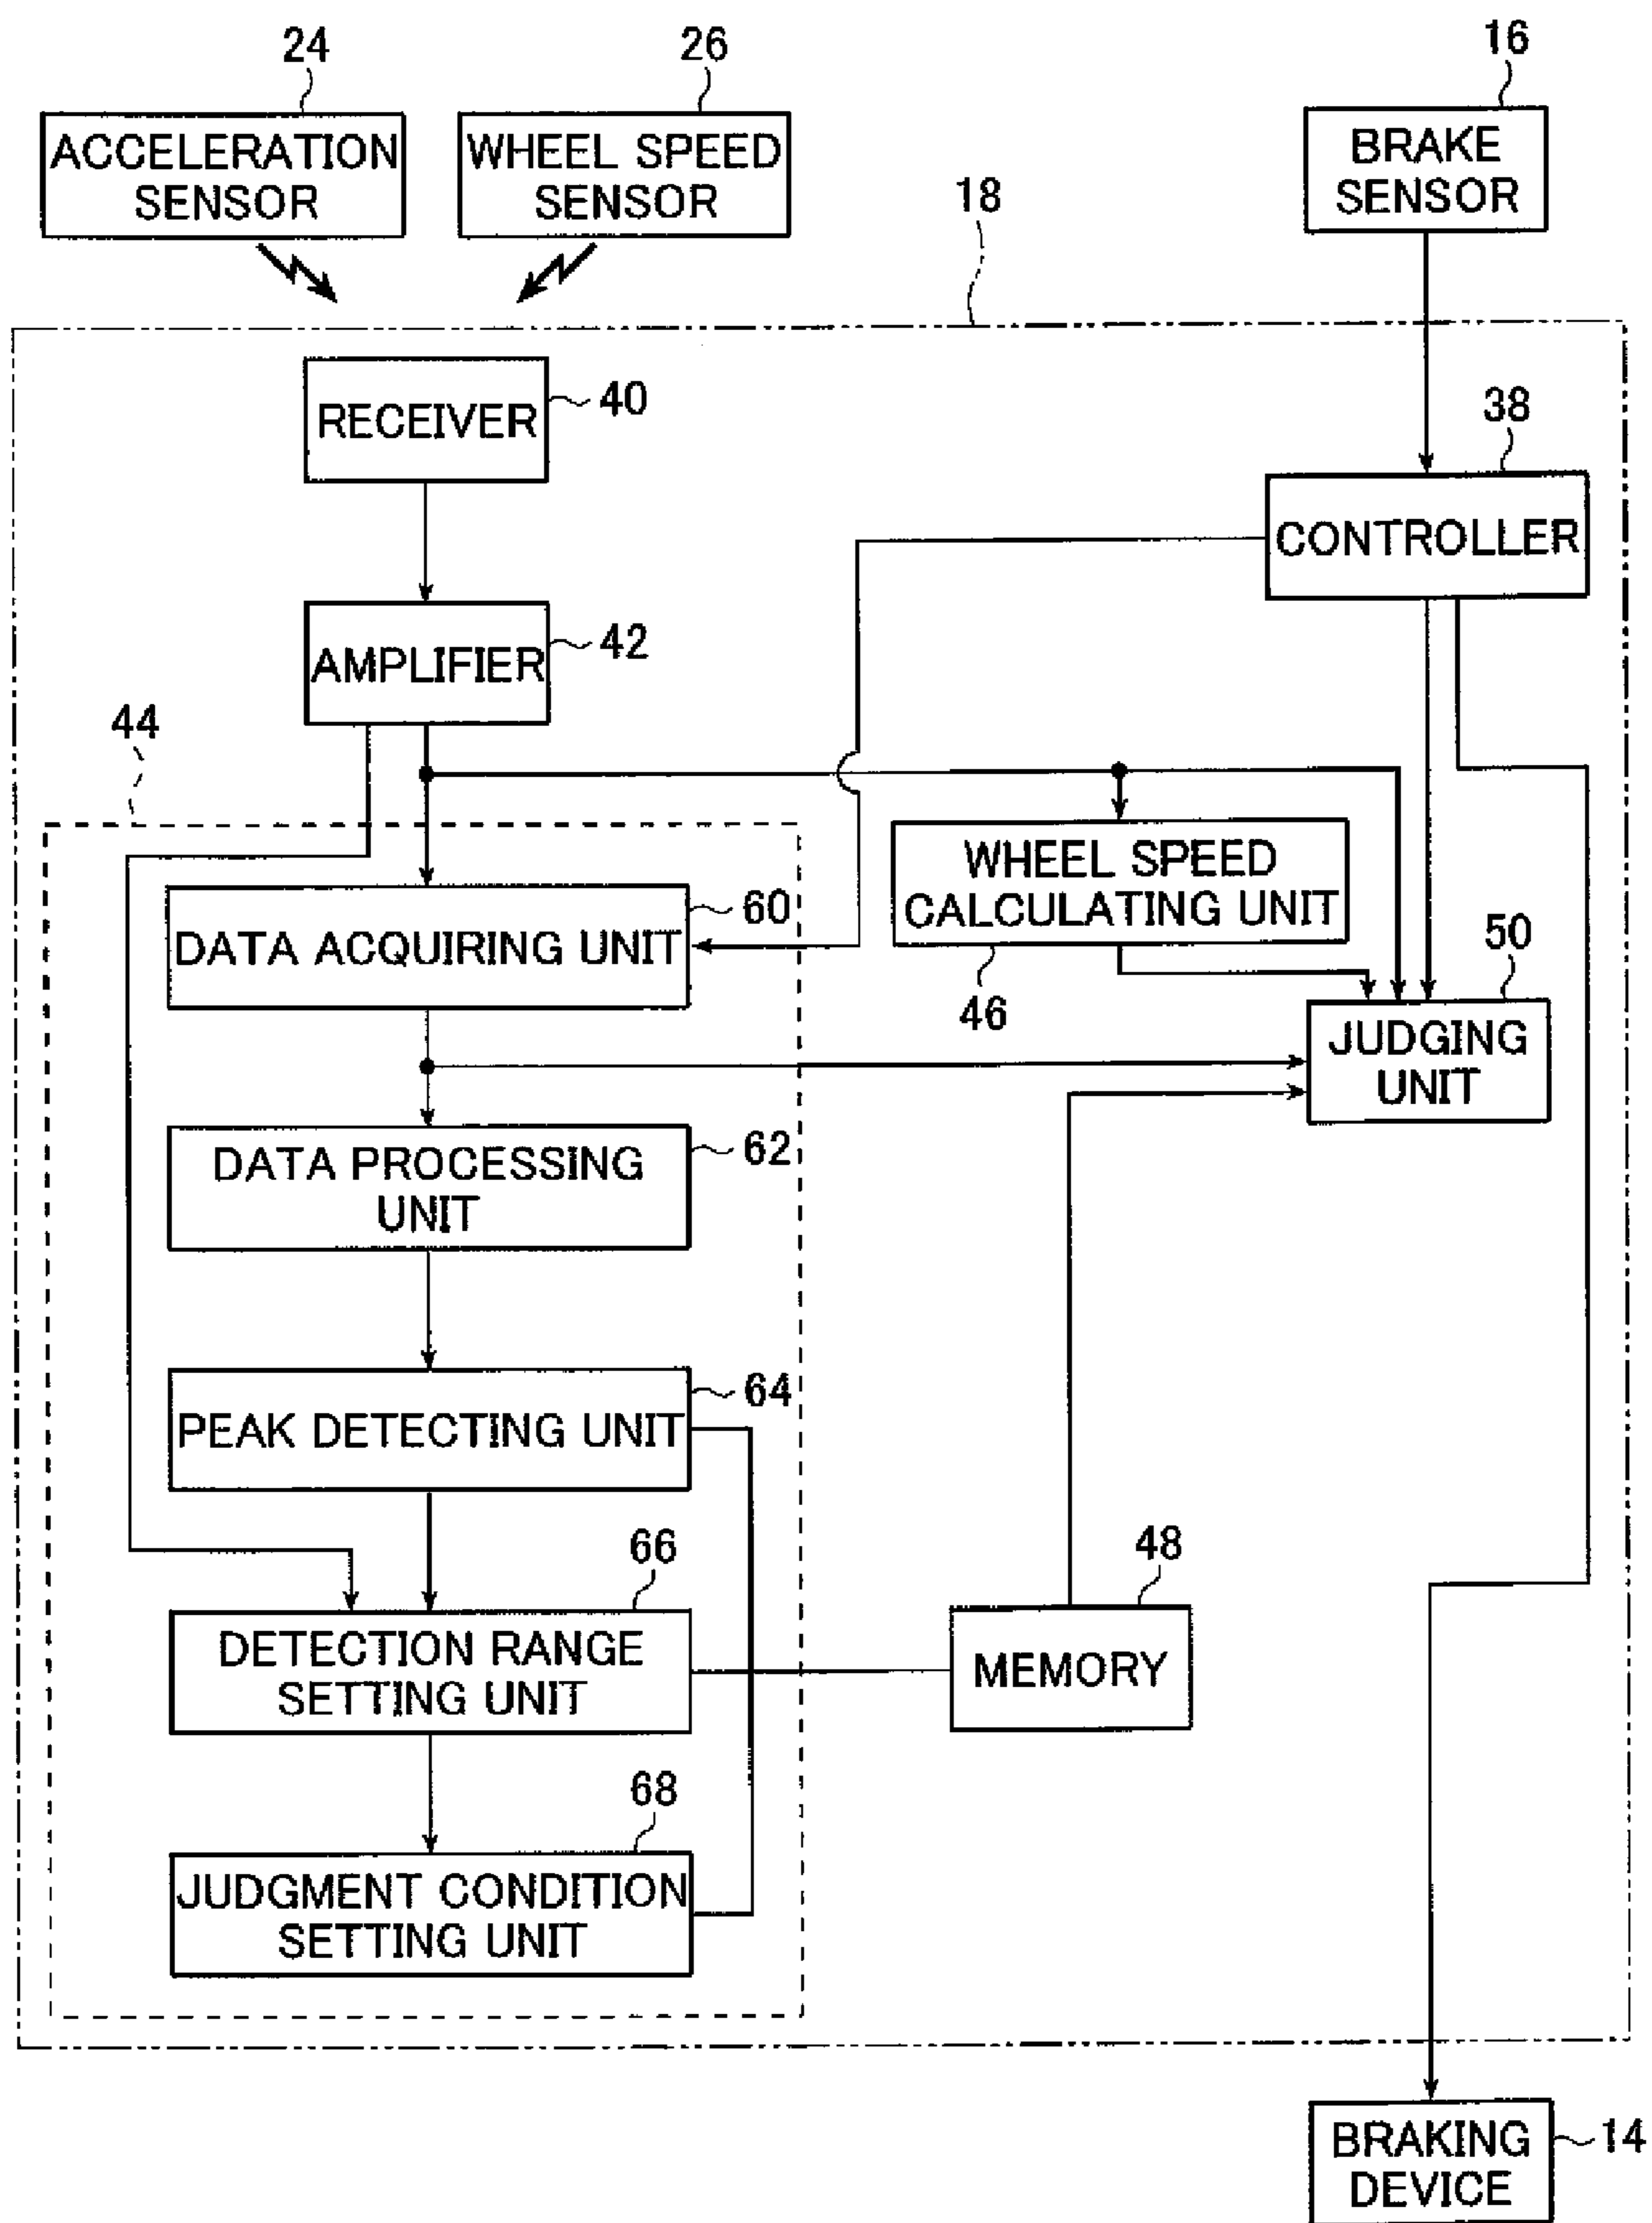 24
26
16
ACCELERATION
SENSOR
WHEEL SPEED
SENSOR
BRAKE
SENSOR
18
RECEIVER
40
38
CONTROLLER
AMPLIFIER
42
44
WHEEL SPEED
CALCULATING UNIT
60
DATA ACQUIRING UNIT
46
50
JUDGING
UNIT
DATA PROCESSING
UNIT
62
64
PEAK DETECTING UNIT
66
48
DETECTION RANGE
SETTING UNIT
MEMORY
68
JUDGMENT CONDITION
SETTING UNIT
BRAKING
DEVICE
14